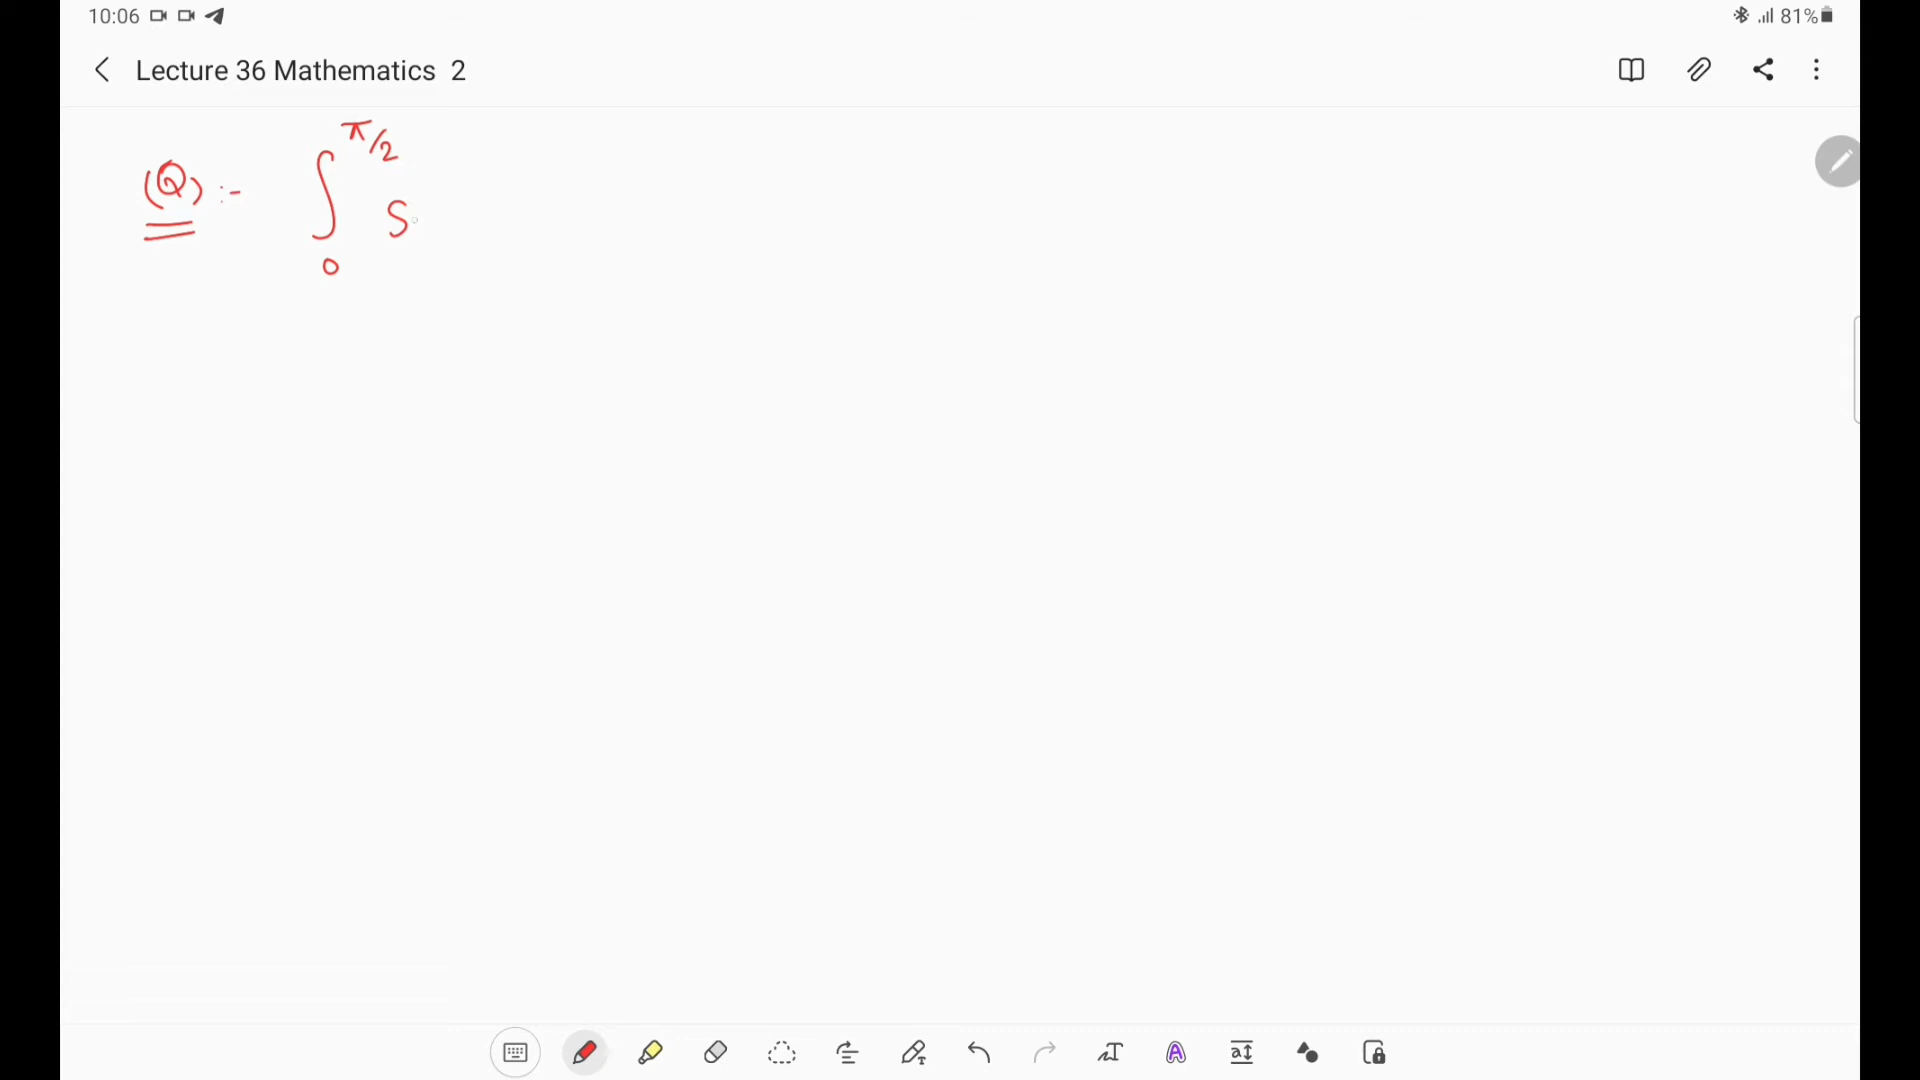 10:06 81%
Lecture 36 Mathematics 2
(Q) :- ∫₀^π/2 S